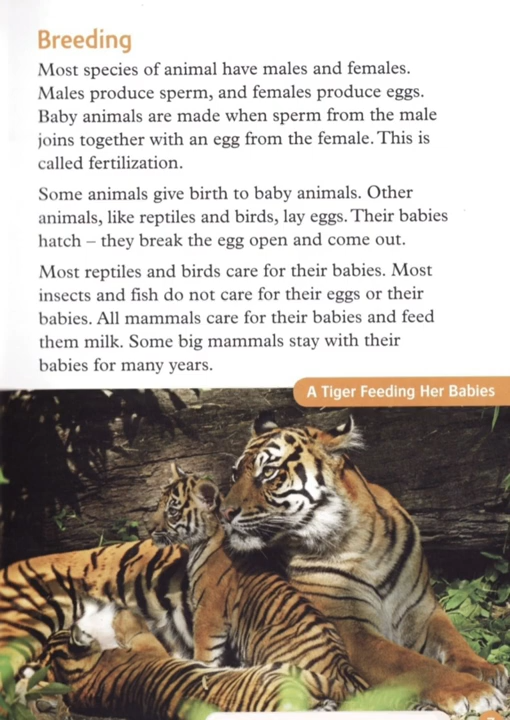 Breeding
Most species of animal have males and females.
Males produce sperm, and females produce eggs.
Baby animals are made when sperm from the male
joins together with an egg from the female. This is
called fertilization.
Some animals give birth to baby animals. Other
animals, like reptiles and birds, lay eggs. Their babies
hatch – they break the egg open and come out.
Most reptiles and birds care for their babies. Most
insects and fish do not care for their eggs or their
babies. All mammals care for their babies and feed
them milk. Some big mammals stay with their
babies for many years.
A Tiger Feeding Her Babies